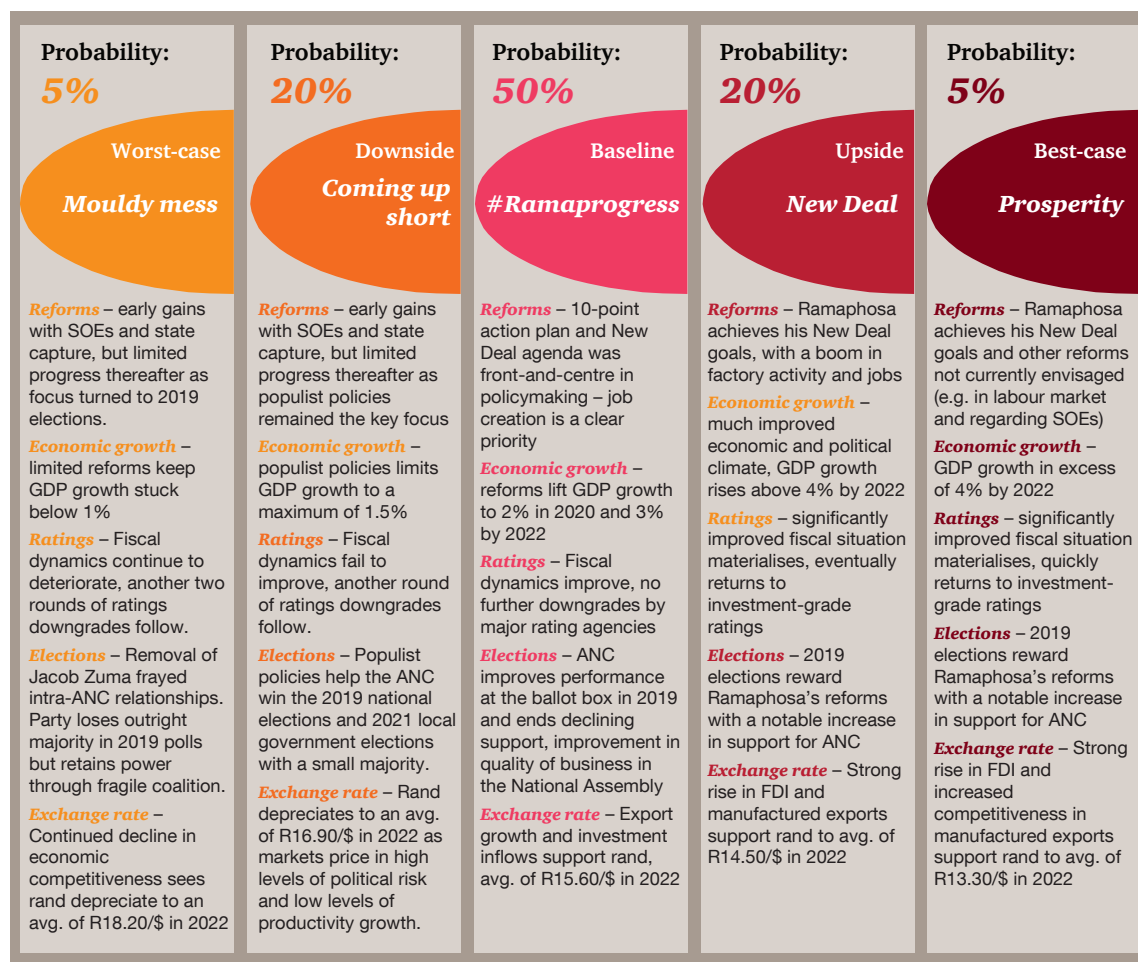 Probability:
5%
Worst-case
Mouldy mess
Reforms – early gains
with SOEs and state
capture, but limited
progress thereafter as
focus turned to 2019
elections.
Economic growth –
limited reforms keep
GDP growth stuck
below 1%
Ratings – Fiscal
dynamics continue to
deteriorate, another two
rounds of ratings
downgrades follow.
Elections – Removal of
Jacob Zuma frayed
intra-ANC relationships.
Party loses outright
majority in 2019 polls
but retains power
through fragile coalition.
Exchange rate –
Continued decline in
economic
competitiveness sees
rand depreciate to an
avg. of R18.20/$ in 2022
Probability:
20%
Downside
Coming up
short
Reforms – early gains
with SOEs and state
capture, but limited
progress thereafter as
populist policies
remained the key focus
Economic growth –
populist policies limits
GDP growth to a
maximum of 1.5%
Ratings – Fiscal
dynamics fail to
improve, another round
of ratings downgrades
follow.
Elections – Populist
policies help the ANC
win the 2019 national
elections and 2021 local
government elections
with a small majority.
Exchange rate – Rand
depreciates to an avg.
of R16.90/$ in 2022 as
markets price in high
levels of political risk
and low levels of
productivity growth.
Probability:
50%
Baseline
#Ramaprogress
Reforms – 10-point
action plan and New
Deal agenda was
front-and-centre in
policymaking – job
creation is a clear
priority
Economic growth –
reforms lift GDP growth
to 2% in 2020 and 3%
by 2022
Ratings – Fiscal
dynamics improve, no
further downgrades by
major rating agencies
Elections – ANC
improves performance
at the ballot box in 2019
and ends declining
support, improvement in
quality of business in
the National Assembly
Exchange rate – Export
growth and investment
inflows support rand,
avg. of R15.60/$ in 2022
Probability:
20%
Upside
New Deal
Reforms – Ramaphosa
achieves his New Deal
goals, with a boom in
factory activity and jobs
Economic growth –
much improved
economic and political
climate, GDP growth
rises above 4% by 2022
Ratings – significantly
improved fiscal situation
materialises, eventually
returns to
investment-grade
ratings
Elections – 2019
elections reward
Ramaphosa's reforms
with a notable increase
in support for ANC
Exchange rate – Strong
rise in FDI and
manufactured exports
support rand to avg. of
R14.50/$ in 2022
Probability:
5%
Best-case
Prosperity
Reforms – Ramaphosa
achieves his New Deal
goals and other reforms
not currently envisaged
(e.g. in labour market
and regarding SOEs)
Economic growth –
GDP growth in excess
of 4% by 2022
Ratings – significantly
improved fiscal situation
materialises, quickly
returns to investment-
grade ratings
Elections – 2019
elections reward
Ramaphosa's reforms
with a notable increase
in support for ANC
Exchange rate – Strong
rise in FDI and
increased
competitiveness in
manufactured exports
support rand to avg. of
R13.30/$ in 2022